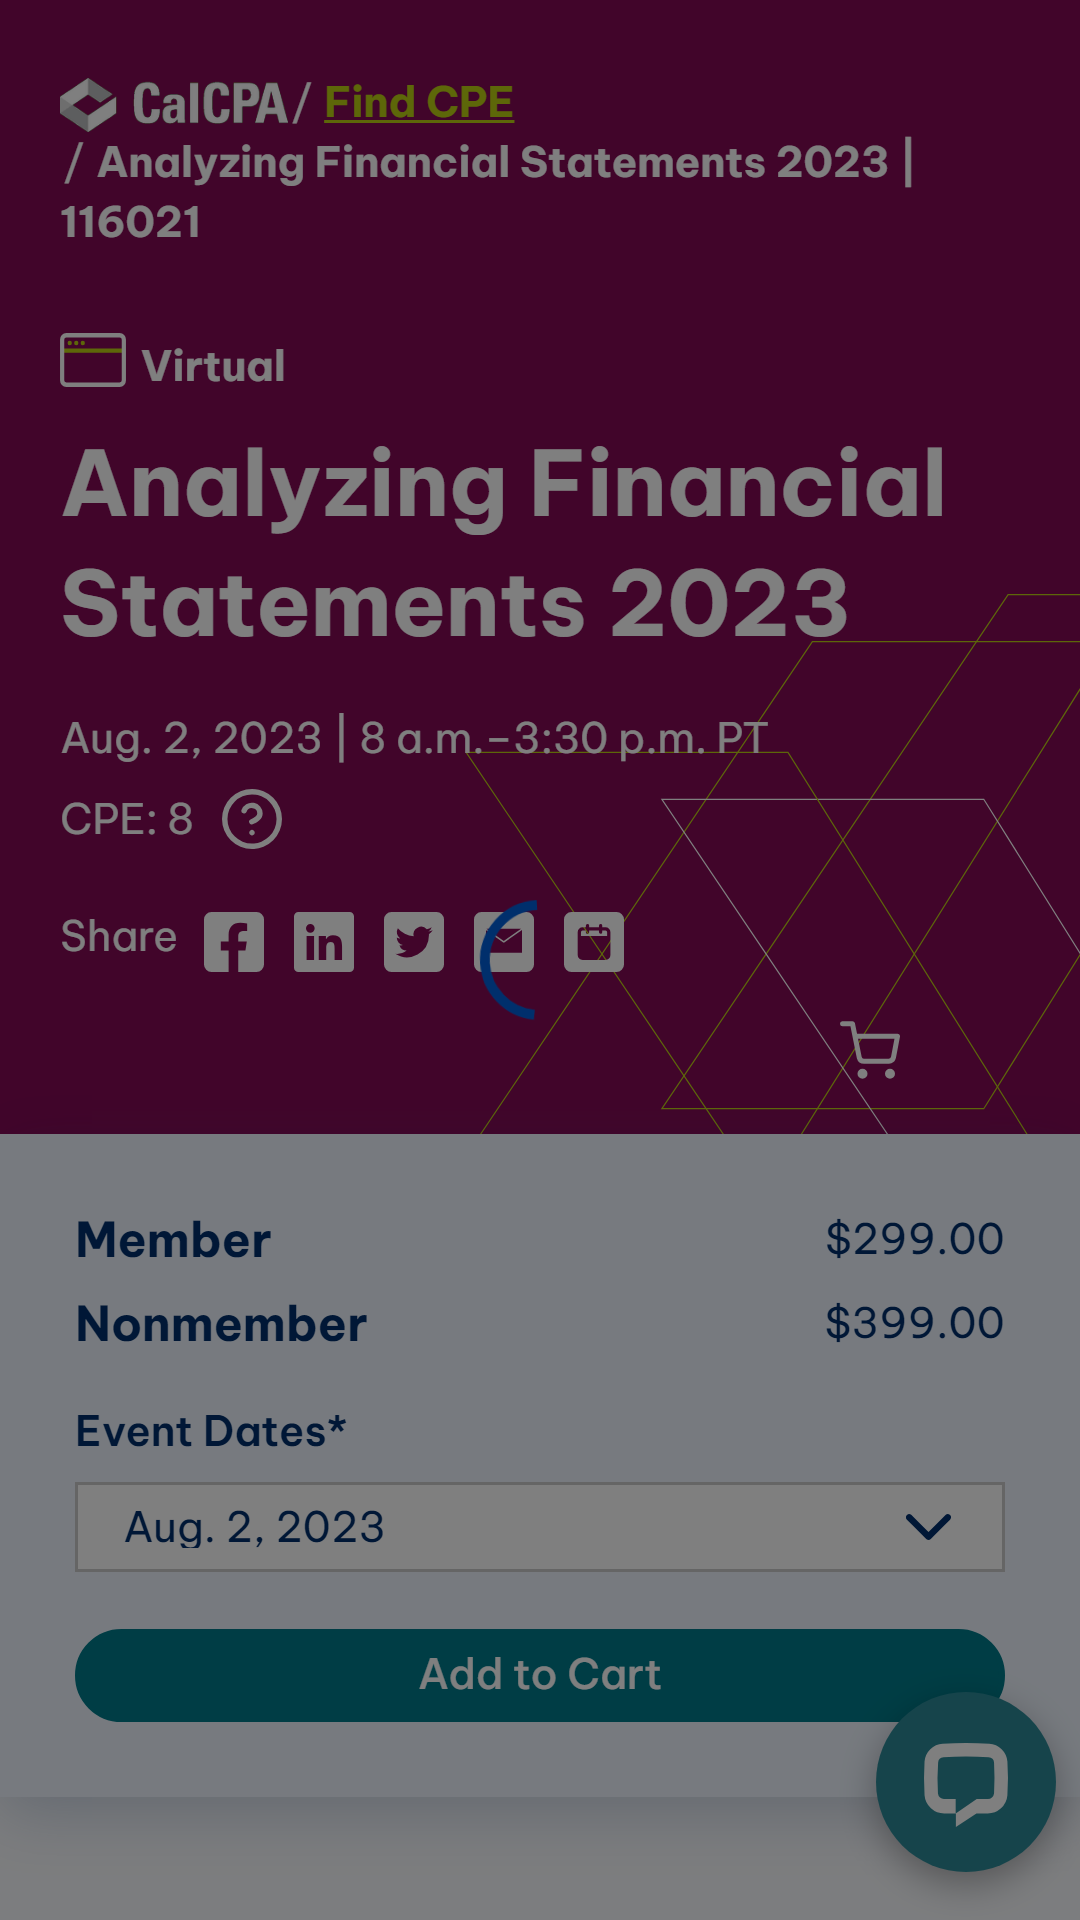 CalCPA / Find CPE
/ Analyzing Financial Statements 2023 |
116021
Virtual
Analyzing Financial
Statements 2023
Aug. 2, 2023 | 8 a.m.–3:30 p.m. PT
CPE: 8 ?
Share
Member $299.00
Nonmember $399.00
Event Dates*
Aug. 2, 2023
Add to Cart